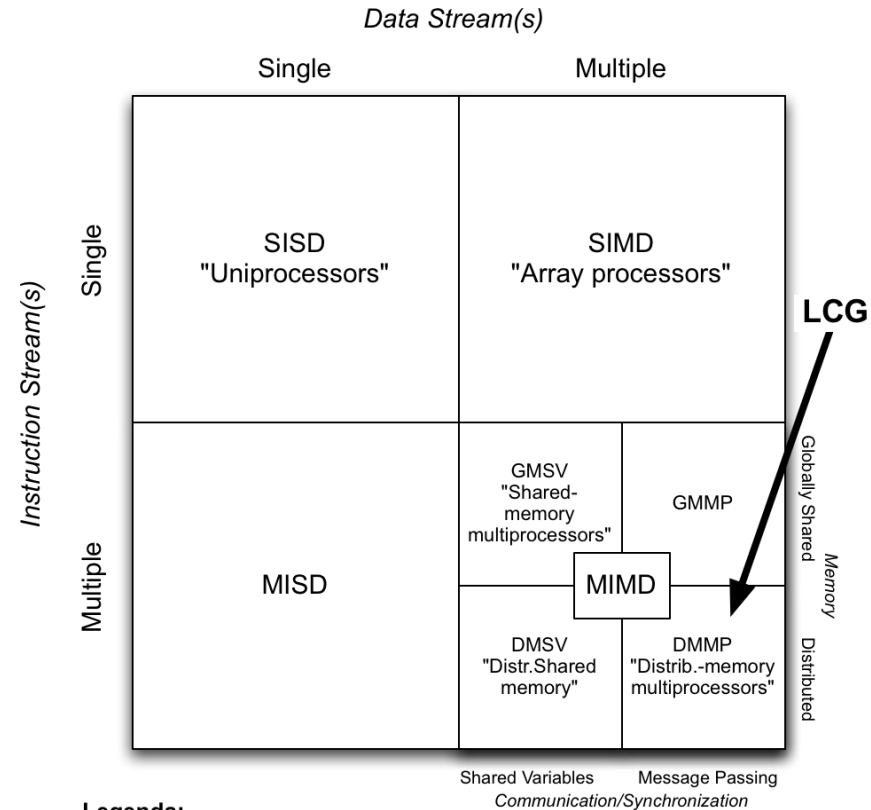 Data Stream(s)
Single
Multiple
Instruction Stream(s)
Single
SISD
"Uniprocessors"
SIMD
"Array processors"
LCG
Multiple
MISD
GMSV
"Shared-
memory
multiprocessors"
GMMP
MIMD
DMSV
"Distr.Shared
memory"
DMMP
"Distrib.-memory
multiprocessors"
Globally Shared
Distributed
Memory
Shared Variables
Message Passing
Communication/Synchronization
Legenda: